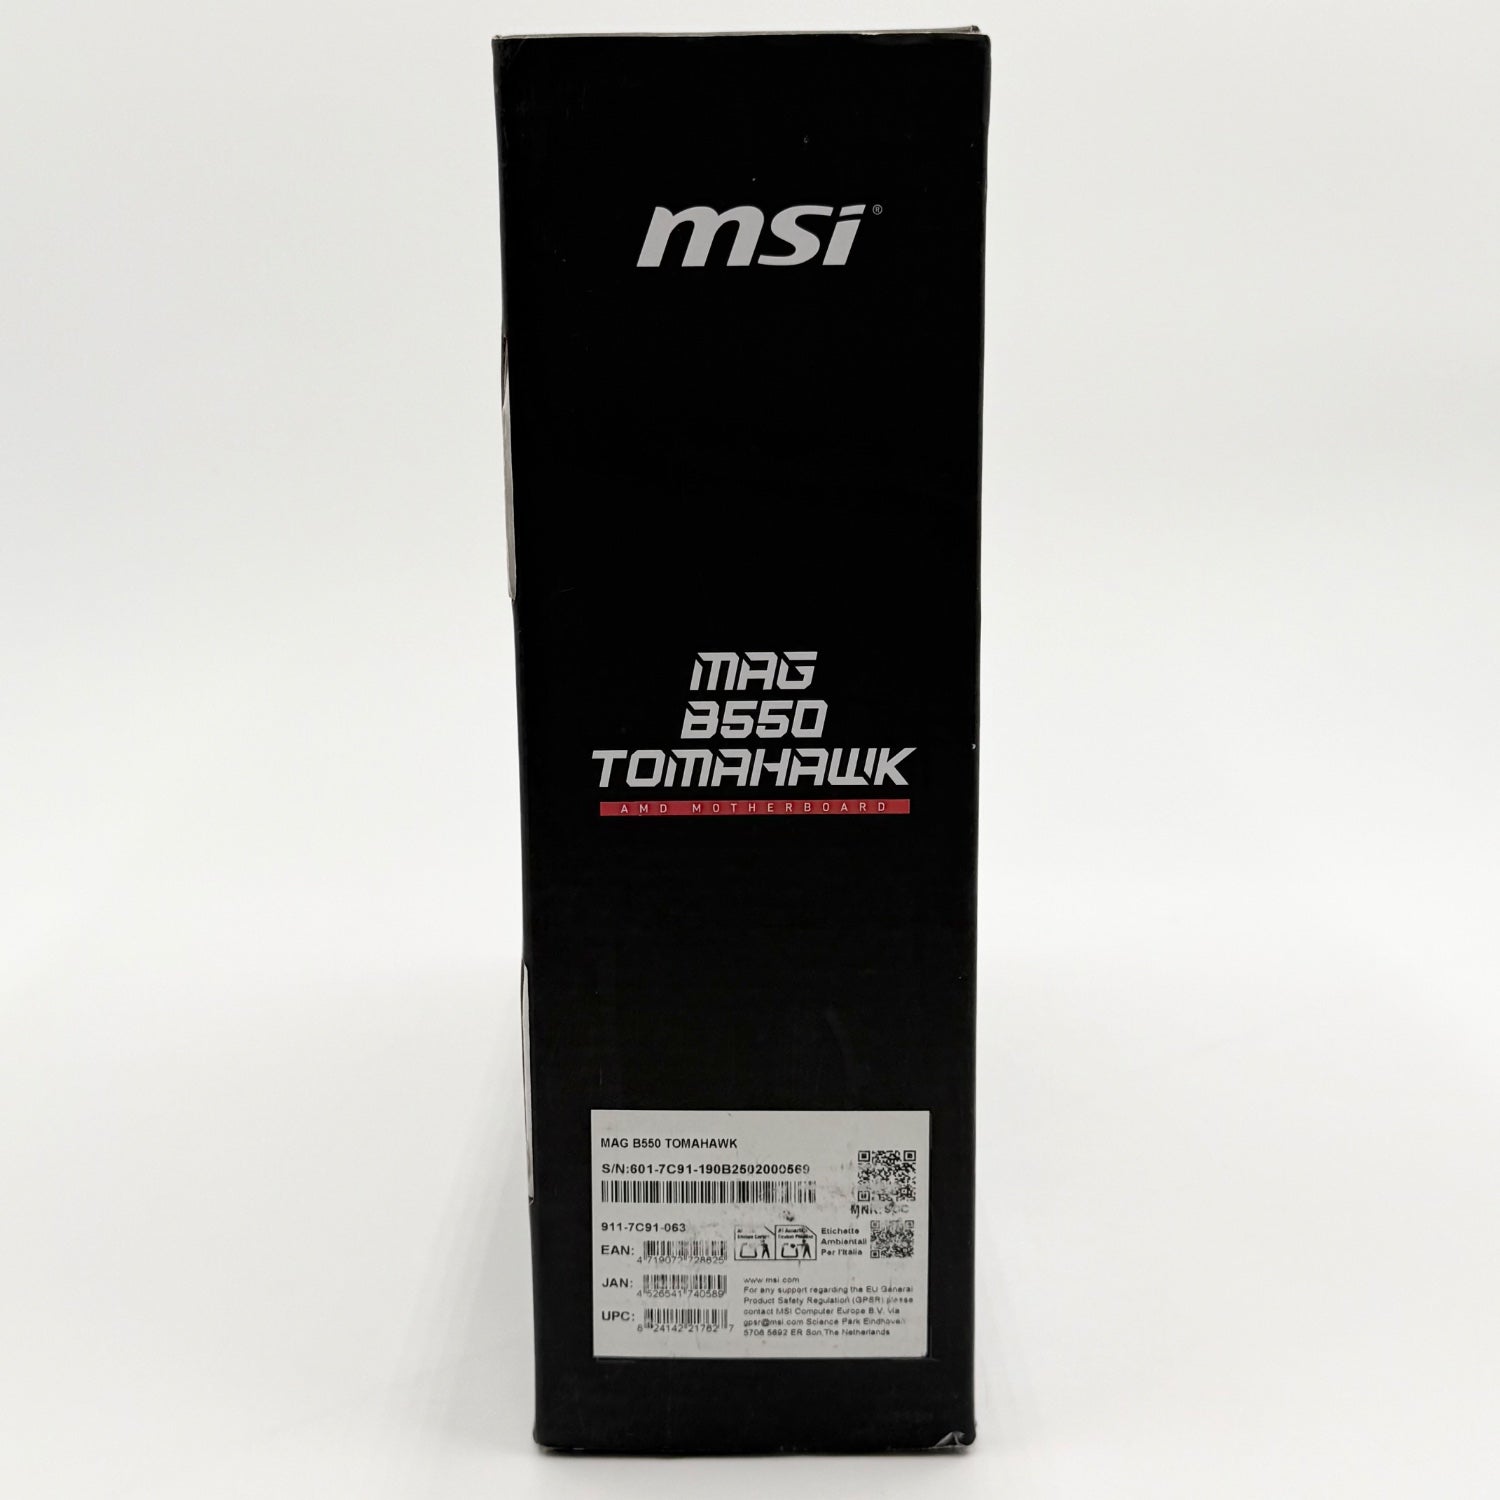 msi®
MAG
B550
TOMAHAWK
AMD MOTHERBOARD
MAG B550 TOMAHAWK
S/N:601-7C91-190B2502000569
911-7C91-063
EAN:
4 719072 728625
JAN:
4 526541 740589
UPC:
8 24142 21762 7
Etichette
Ambientali
Per l'Italia
www.msi.com
For any support regarding the EU General
Product Safety Regulation (GPSR) please
contact MSI Computer Europe B.V. via
gpsr@msi.com Science Park Eindhoven
5706 5692 ER Son,The Netherlands